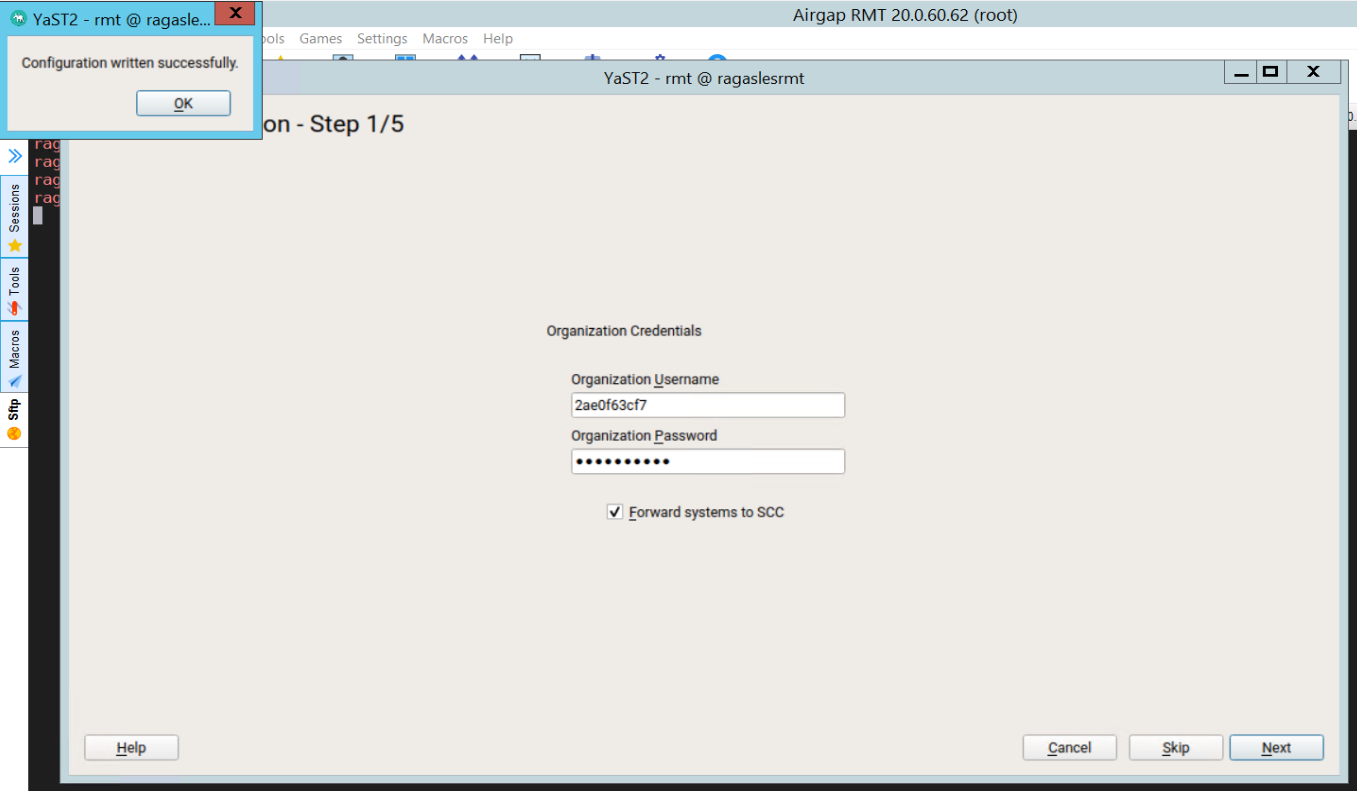 YaST2 - rmt @ ragasle...
X
Airgap RMT 20.0.60.62 (root)
Games Settings Macros Help
Configuration written successfully.
OK
YaST2 - rmt @ ragaslesrmt
X
on - Step 1/5
rag
rag
rag
rag
Sessions
Tools
Macros
Sftp
Organization Credentials
Organization Username
2ae0f63cf7
Organization Password
Forward systems to SCC
Help
Cancel
Skip
Next